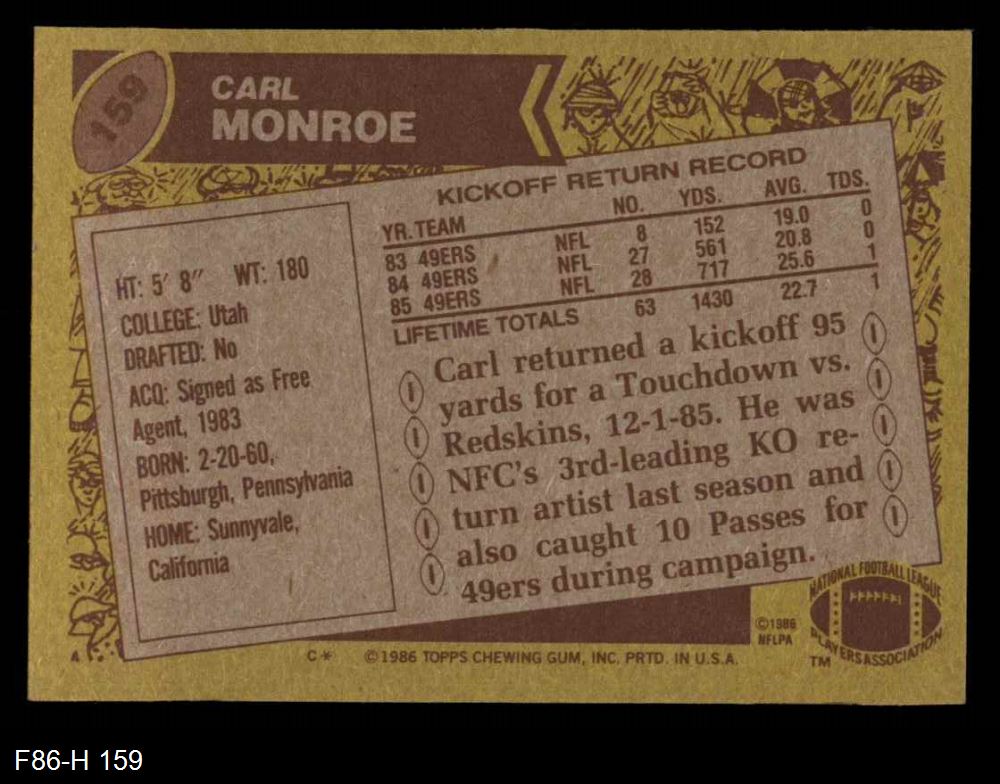 159
CARL
MONROE
KICKOFF RETURN RECORD
YR. TEAM NO. YDS. AVG. TDS.
83 49ERS NFL 8 152 19.0 0
84 49ERS NFL 27 561 20.8 0
85 49ERS NFL 28 717 25.6 1
LIFETIME TOTALS 63 1430 22.7 1
HT: 5' 8" WT: 180
COLLEGE: Utah
DRAFTED: No
ACQ: Signed as Free
Agent, 1983
BORN: 2-20-60,
Pittsburgh, Pennsylvania
HOME: Sunnyvale,
California
Carl returned a kickoff 95
yards for a Touchdown vs.
Redskins, 12-1-85. He was
NFC's 3rd-leading KO re-
turn artist last season and
also caught 10 Passes for
49ers during campaign.
©1986
NFLPA
NATIONAL FOOTBALL LEAGUE
PLAYERS ASSOCIATION
TM
C* ©1986 TOPPS CHEWING GUM, INC. PRTD. IN U.S.A.
F86-H 159